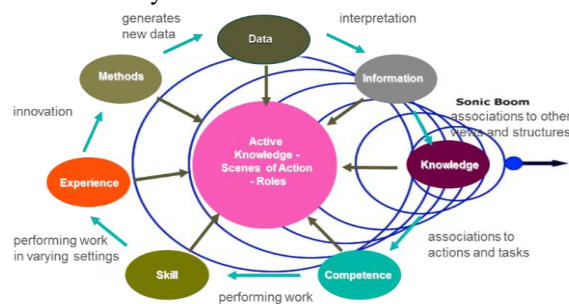 generates
new data
Data
interpretation
Methods
Information
Sonic Boom
associations to other
views and structures
innovation
Active
Knowledge -
Scenes of Action
- Roles
Knowledge
Experience
performing work
in varying settings
associations to
actions and tasks
Skill
Competence
performing work